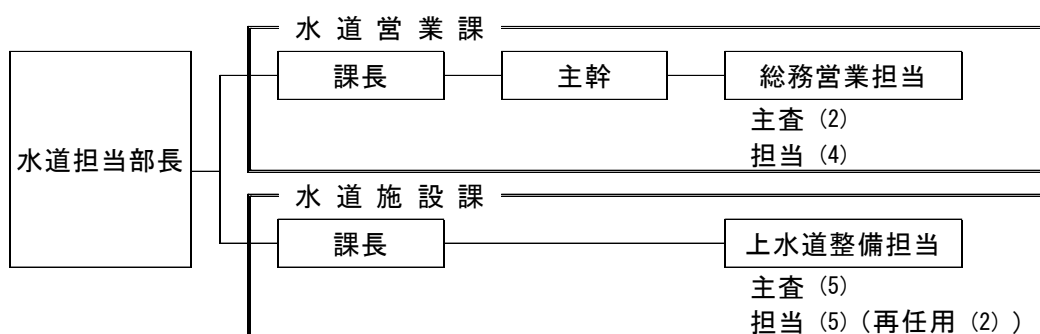 水道営業課
課長 主幹 総務営業担当
主査(2)
担当(4)
水道担当部長
水道施設課
課長 上水道整備担当
主査(5)
担当(5)(再任用(2))